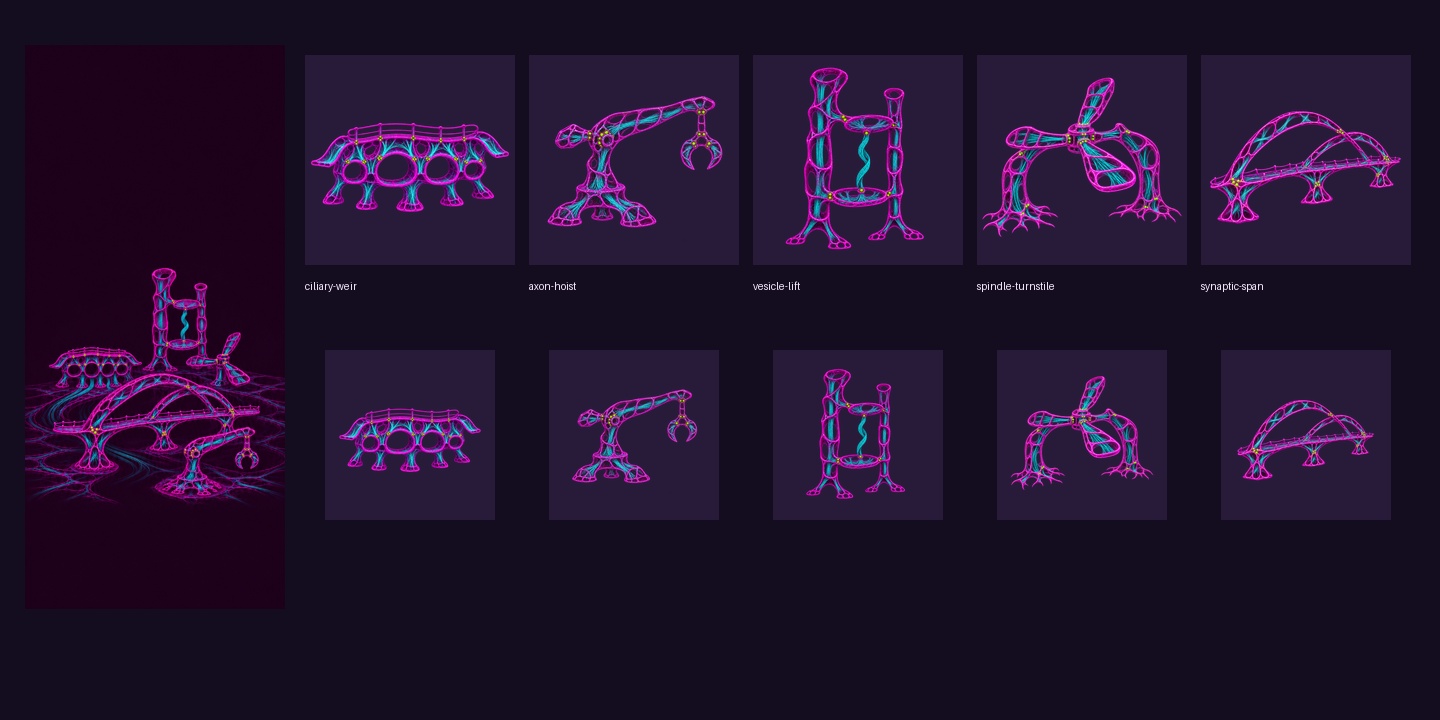 ciliary-weir
axon-hoist
vesicle-lift
spindle-turnstile
synaptic-span